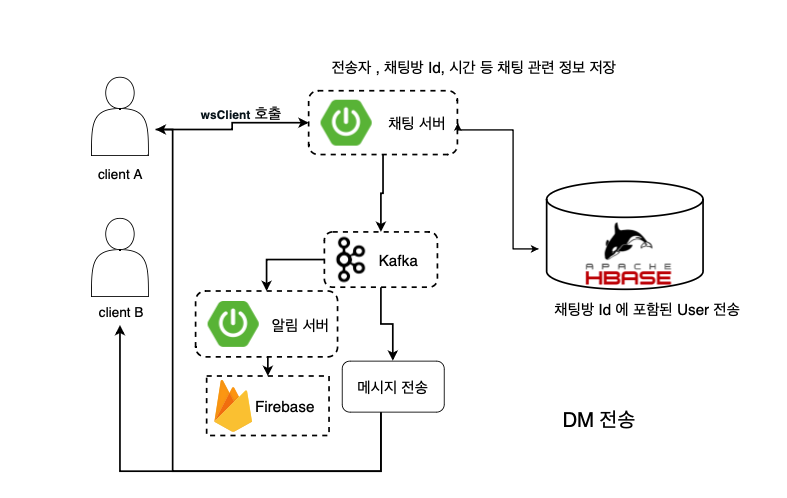 전송자 , 채팅방 Id, 시간 등 채팅 관련 정보 저장
wsClient 호출
채팅 서버
client A
Kafka
APACHE
HBASE
client B
채팅방 Id 에 포함된 User 전송
알림 서버
메시지 전송
Firebase
DM 전송